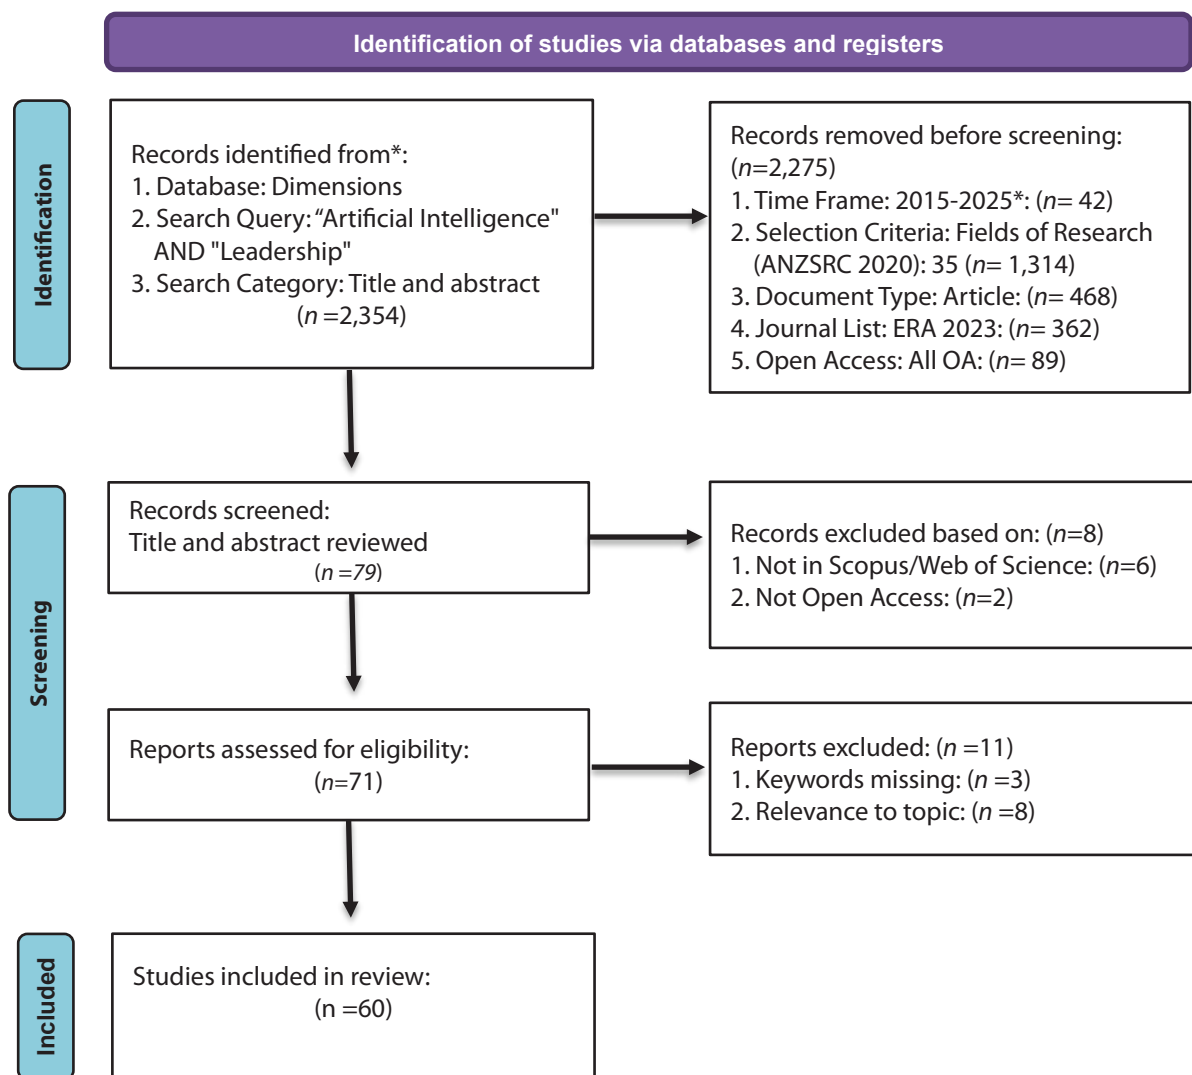 Identification of studies via databases and registers
Identification
Records identified from*:
1. Database: Dimensions
2. Search Query: “Artificial Intelligence"
AND "Leadership"
3. Search Category: Title and abstract
(n =2,354)
Records removed before screening:
(n=2,275)
1. Time Frame: 2015-2025*: (n= 42)
2. Selection Criteria: Fields of Research
(ANZSRC 2020): 35 (n= 1,314)
3. Document Type: Article: (n= 468)
4. Journal List: ERA 2023: (n= 362)
5. Open Access: All OA: (n= 89)
Screening
Records screened:
Title and abstract reviewed
(n =79)
Records excluded based on: (n=8)
1. Not in Scopus/Web of Science: (n=6)
2. Not Open Access: (n=2)
Reports assessed for eligibility:
(n=71)
Reports excluded: (n =11)
1. Keywords missing: (n =3)
2. Relevance to topic: (n =8)
Included
Studies included in review:
(n =60)